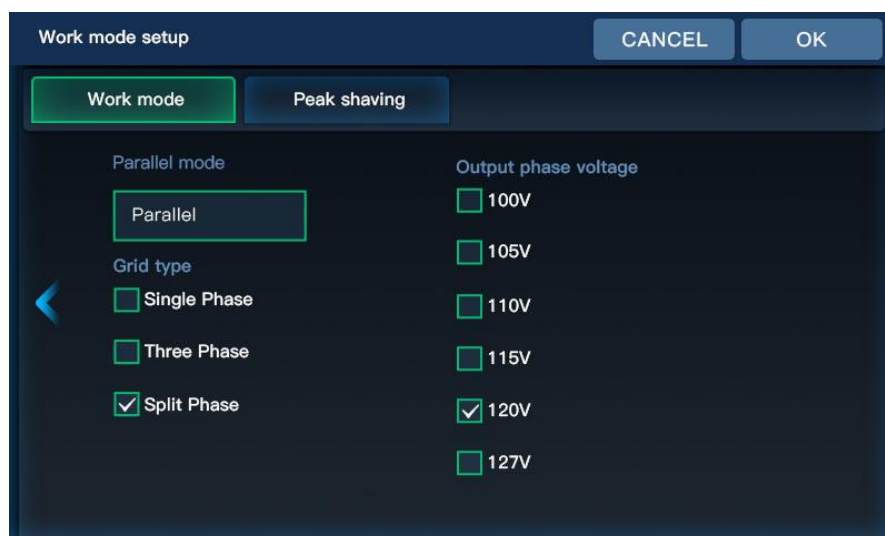 Work mode setup
CANCEL
OK
Work mode
Peak shaving
Parallel mode
Parallel
Grid type
Single Phase
Three Phase
Split Phase
Output phase voltage
100V
105V
110V
115V
120V
127V